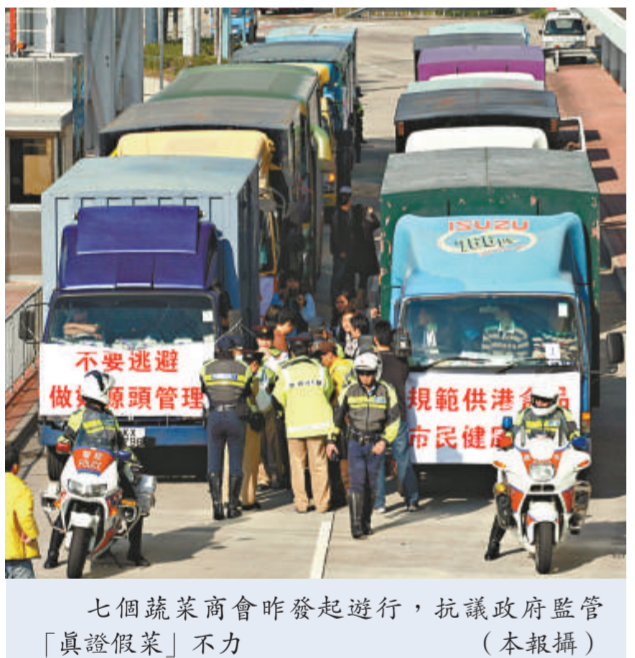 ISUZU
不要逃避
做 源頭管理
規範供港食品
市民健
POLICE
七個蔬菜商會昨發起遊行，抗議政府監管
「眞證假菜」不力 （本報攝）